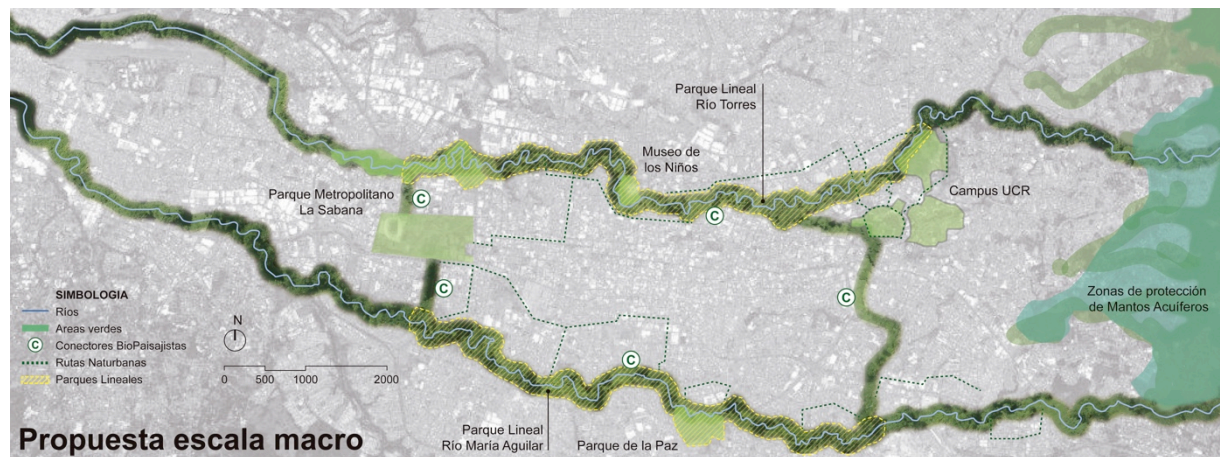 Parque Lineal
Río Torres
Museo de
los Niños
Parque Metropolitano
La Sabana
C
C
Campus UCR
C
C
C
Zonas de protección
de Mantos Acuíferos
SIMBOLOGIA
Ríos
Areas verdes
C Conectores BioPaisajistas
Rutas Naturbanas
Parques Lineales
N
0 500 1000 2000
Parque Lineal
Río María Aguilar
Parque de la Paz
Propuesta escala macro